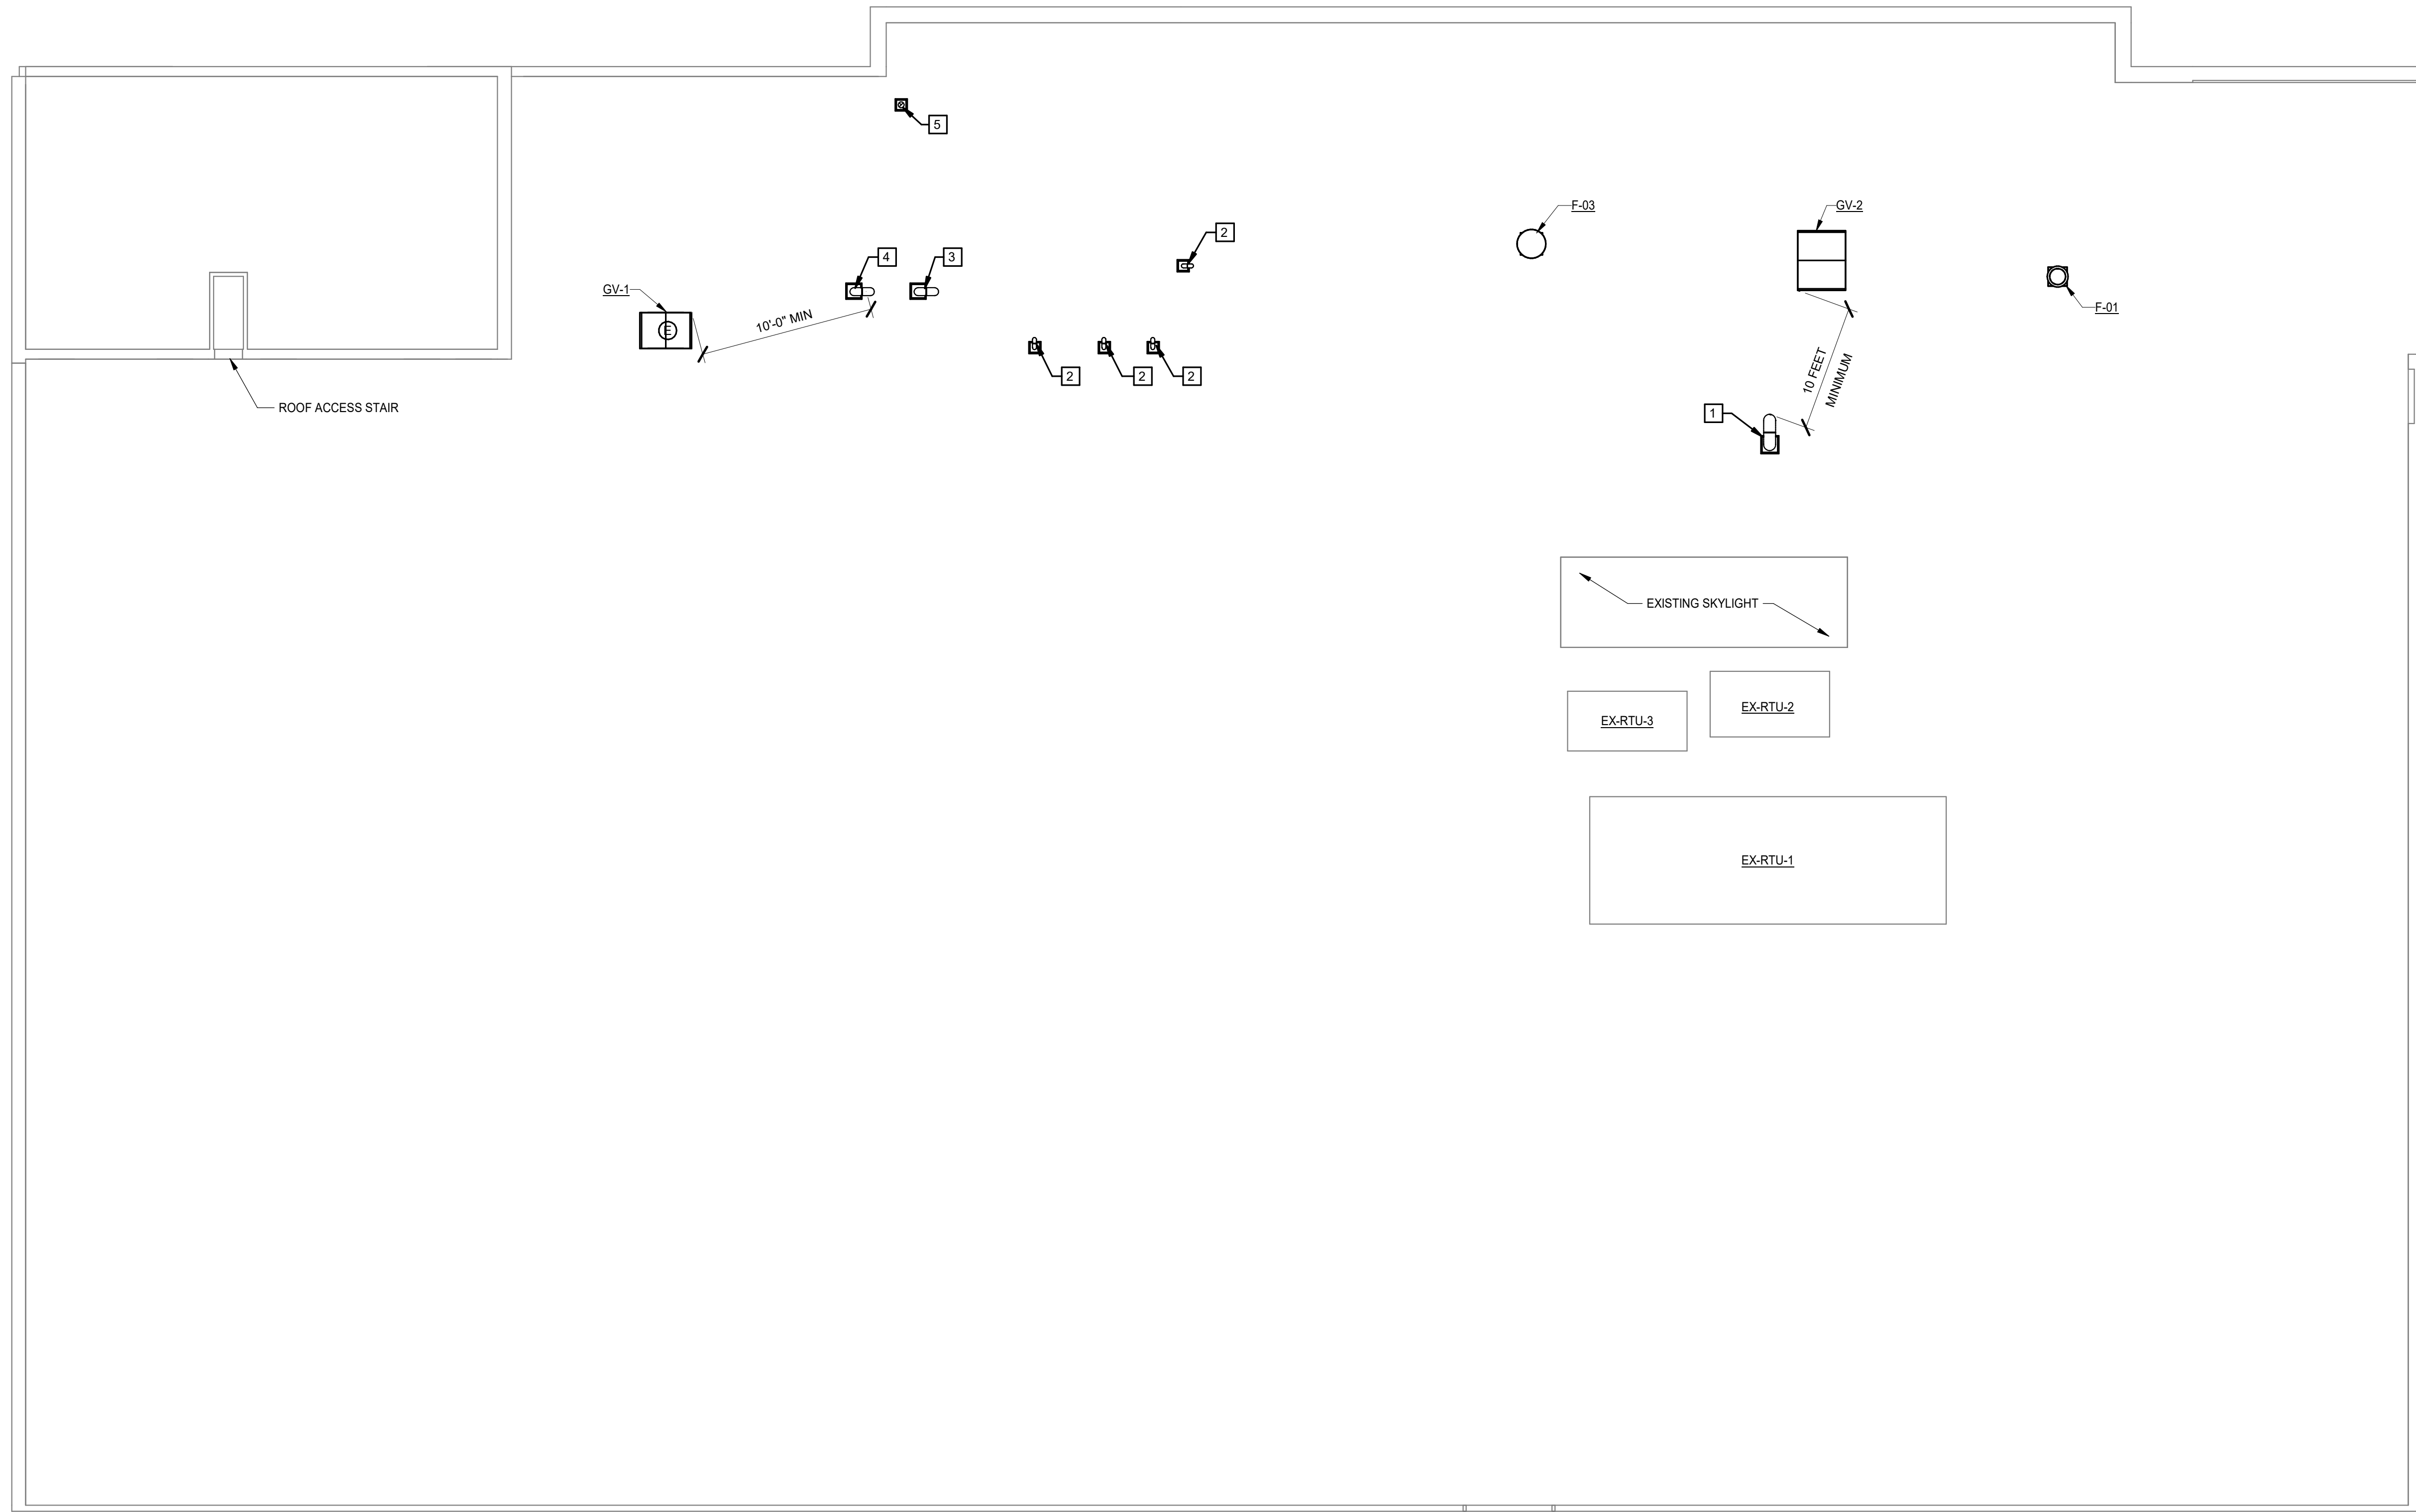 5
F-03
GV-2
2
4
3
GV-1
E
10'-0" MIN
F-01
2
2
2
10 FEET
MINIMUM
ROOF ACCESS STAIR
1
EXISTING SKYLIGHT
EX-RTU-2
EX-RTU-3
EX-RTU-1